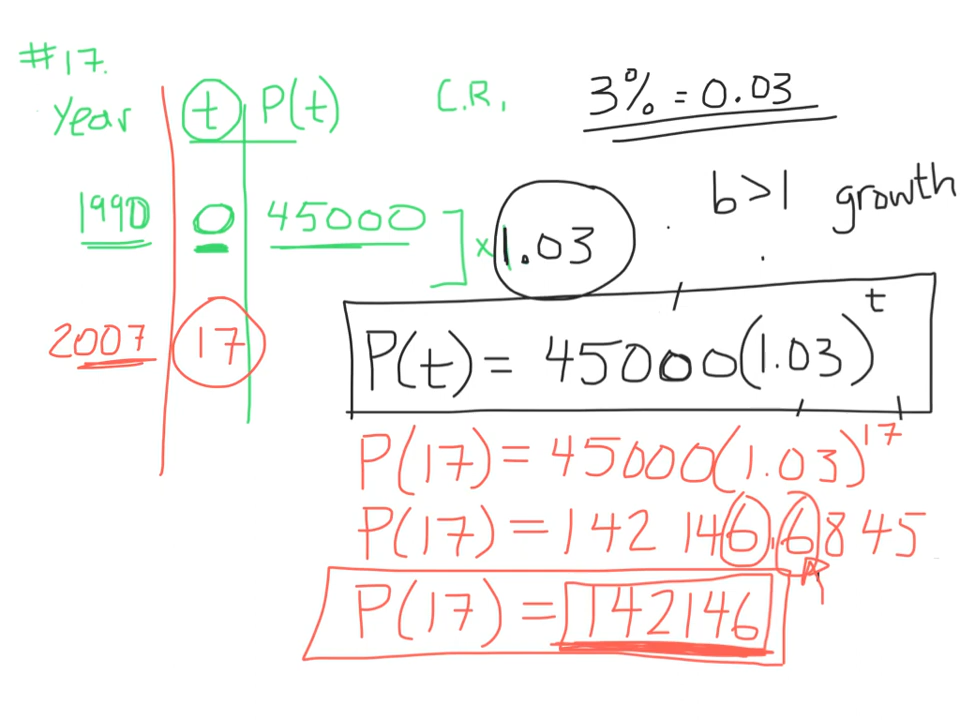 #17.
Year t P(t) C.R. 3% = 0.03
b>1 growth
1990 0 45000 ] x 1.03
2007 17
P(t) = 45000(1.03)^t
P(17) = 45000(1.03)^17
P(17) = 142 146.6845
P(17) = 142146